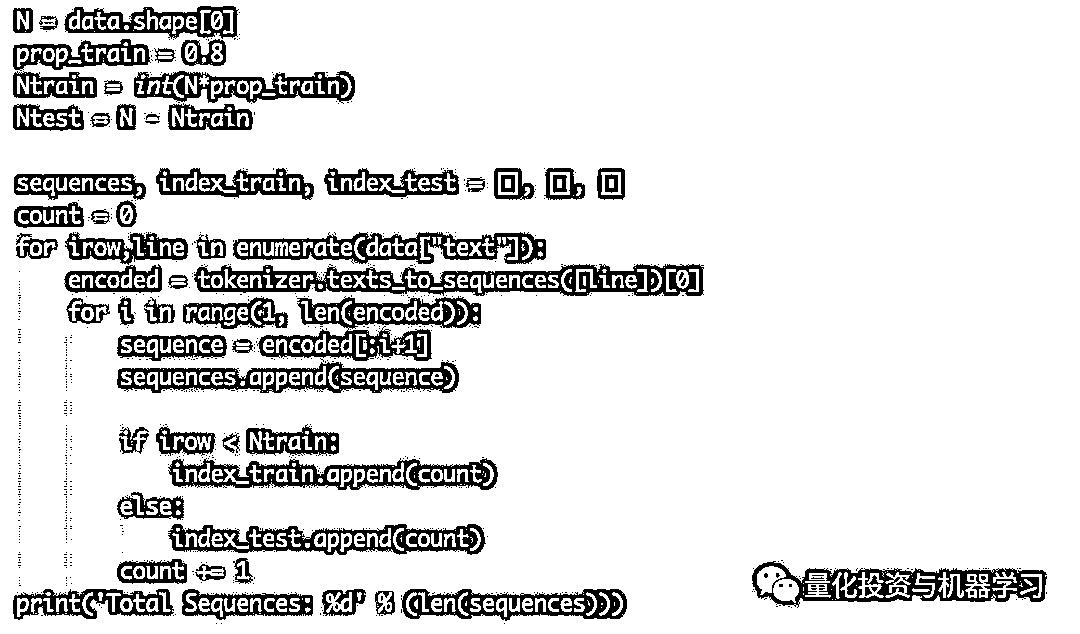 N = data.shape[0]
prop_train = 0.8
Ntrain = int(N*prop_train)
Ntest = N - Ntrain

sequences, index_train, index_test = [], [], []
count = 0
for irow,line in enumerate(data["text"]):
    encoded = tokenizer.texts_to_sequences([line])[0]
    for i in range(1, len(encoded)):
        sequence = encoded[:i+1]
        sequences.append(sequence)

        if irow < Ntrain:
            index_train.append(count)
        else:
            index_test.append(count)
        count += 1
print('Total Sequences: %d' % (len(sequences)))
量化投资与机器学习